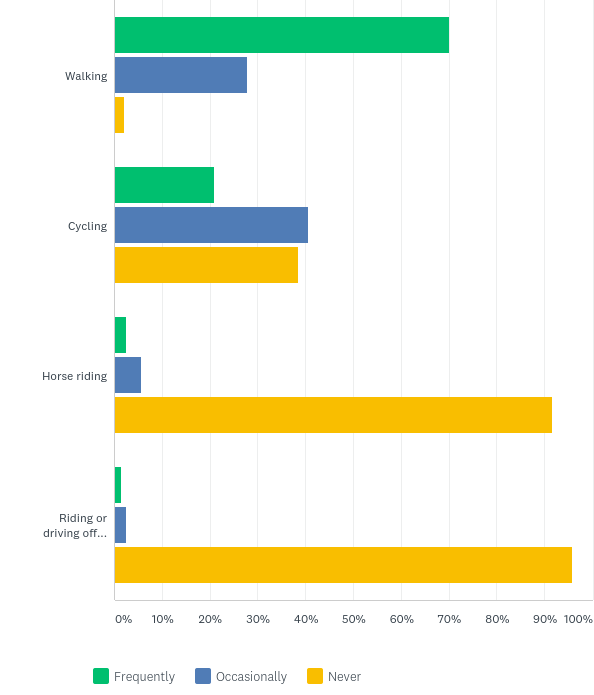 Walking
Cycling
Horse riding
Riding or
driving off...
0% 10% 20% 30% 40% 50% 60% 70% 80% 90% 100%
Frequently Occasionally Never